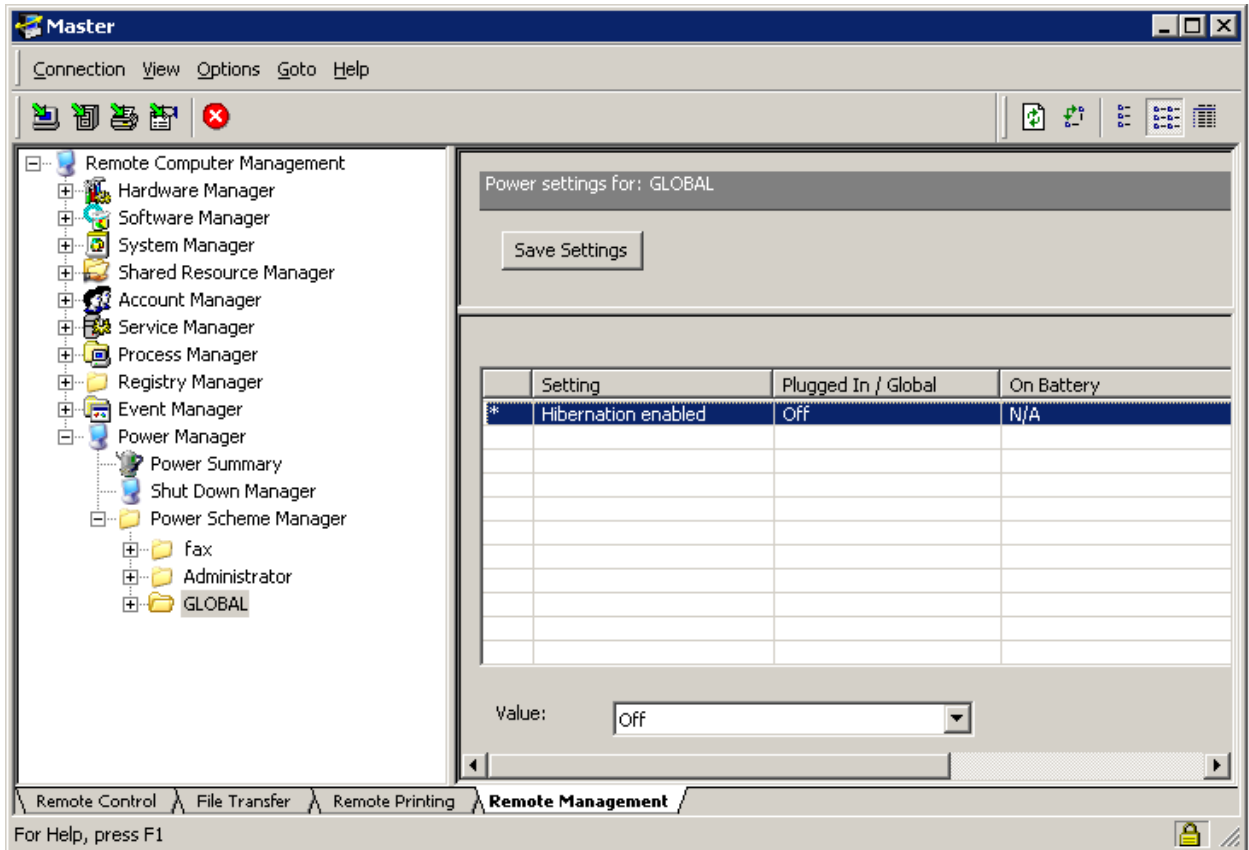 Master
Connection View Options Goto Help
Remote Computer Management
Hardware Manager
Software Manager
System Manager
Shared Resource Manager
Account Manager
Service Manager
Process Manager
Registry Manager
Event Manager
Power Manager
Power Summary
Shut Down Manager
Power Scheme Manager
fax
Administrator
GLOBAL
Power settings for: GLOBAL
Save Settings
Setting Plugged In / Global On Battery
* Hibernation enabled Off N/A
Value: Off
Remote Control File Transfer Remote Printing Remote Management
For Help, press F1